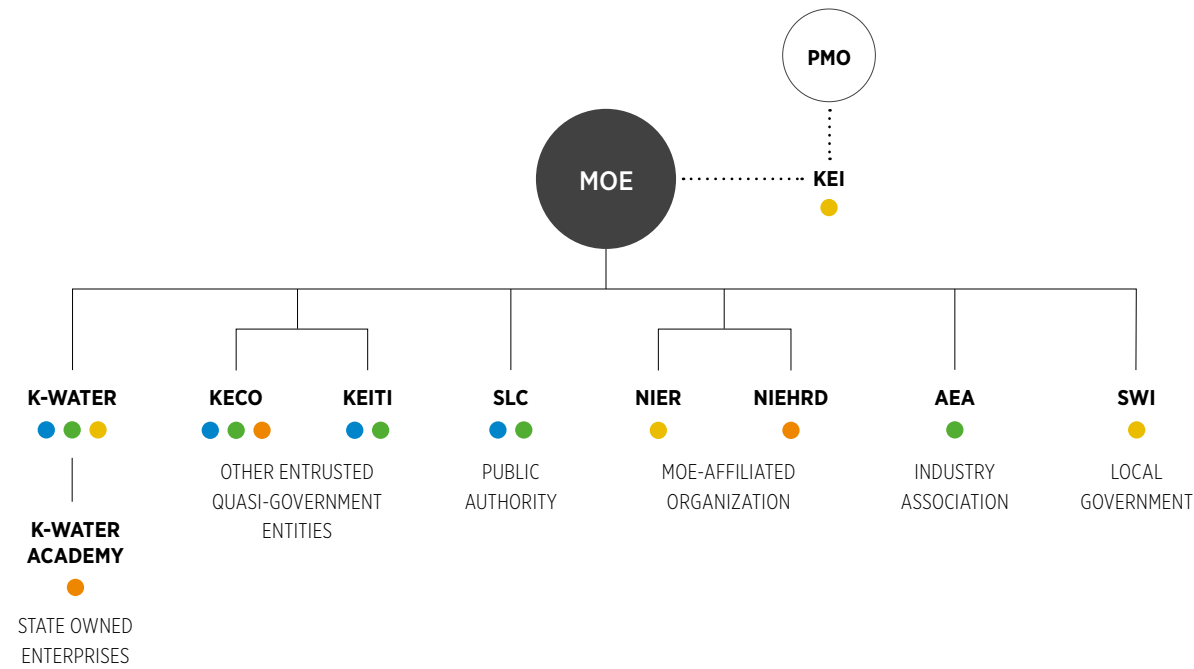 PMO
MOE
KEI
K-WATER
KECO
KEITI
SLC
NIER
NIEHRD
AEA
SWI
OTHER ENTRUSTED
QUASI-GOVERNMENT
ENTITIES
PUBLIC
AUTHORITY
MOE-AFFILIATED
ORGANIZATION
INDUSTRY
ASSOCIATION
LOCAL
GOVERNMENT
K-WATER
ACADEMY
STATE OWNED
ENTERPRISES